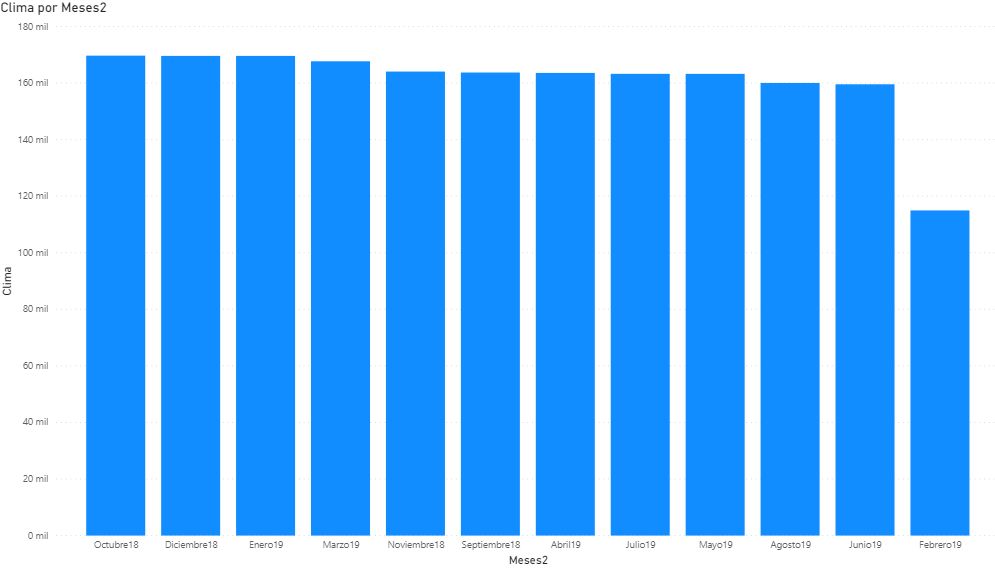 Clima por Meses2
180 mil
160 mil
140 mil
120 mil
100 mil
80 mil
60 mil
40 mil
20 mil
0 mil
Clima
Octubre18 Diciembre18 Enero19 Marzo19 Noviembre18 Septiembre18 Abril19 Julio19 Mayo19 Agosto19 Junio19 Febrero19
Meses2